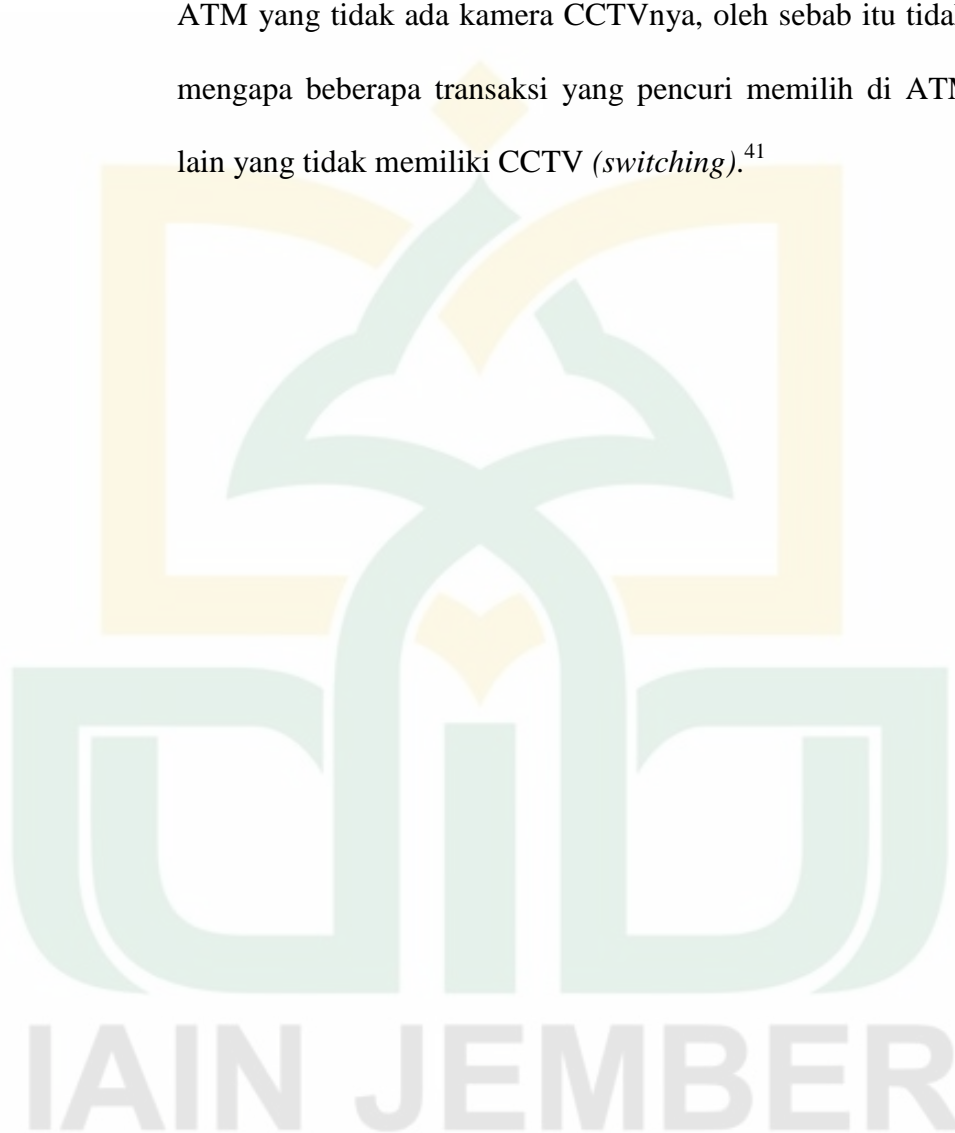 ATM yang tidak ada kamera CCTVnya, oleh sebab itu
mengapa beberapa transaksi yang pencuri memilih di ATM
lain yang tidak memiliki CCTV (switching).41
IAIN JEMBER